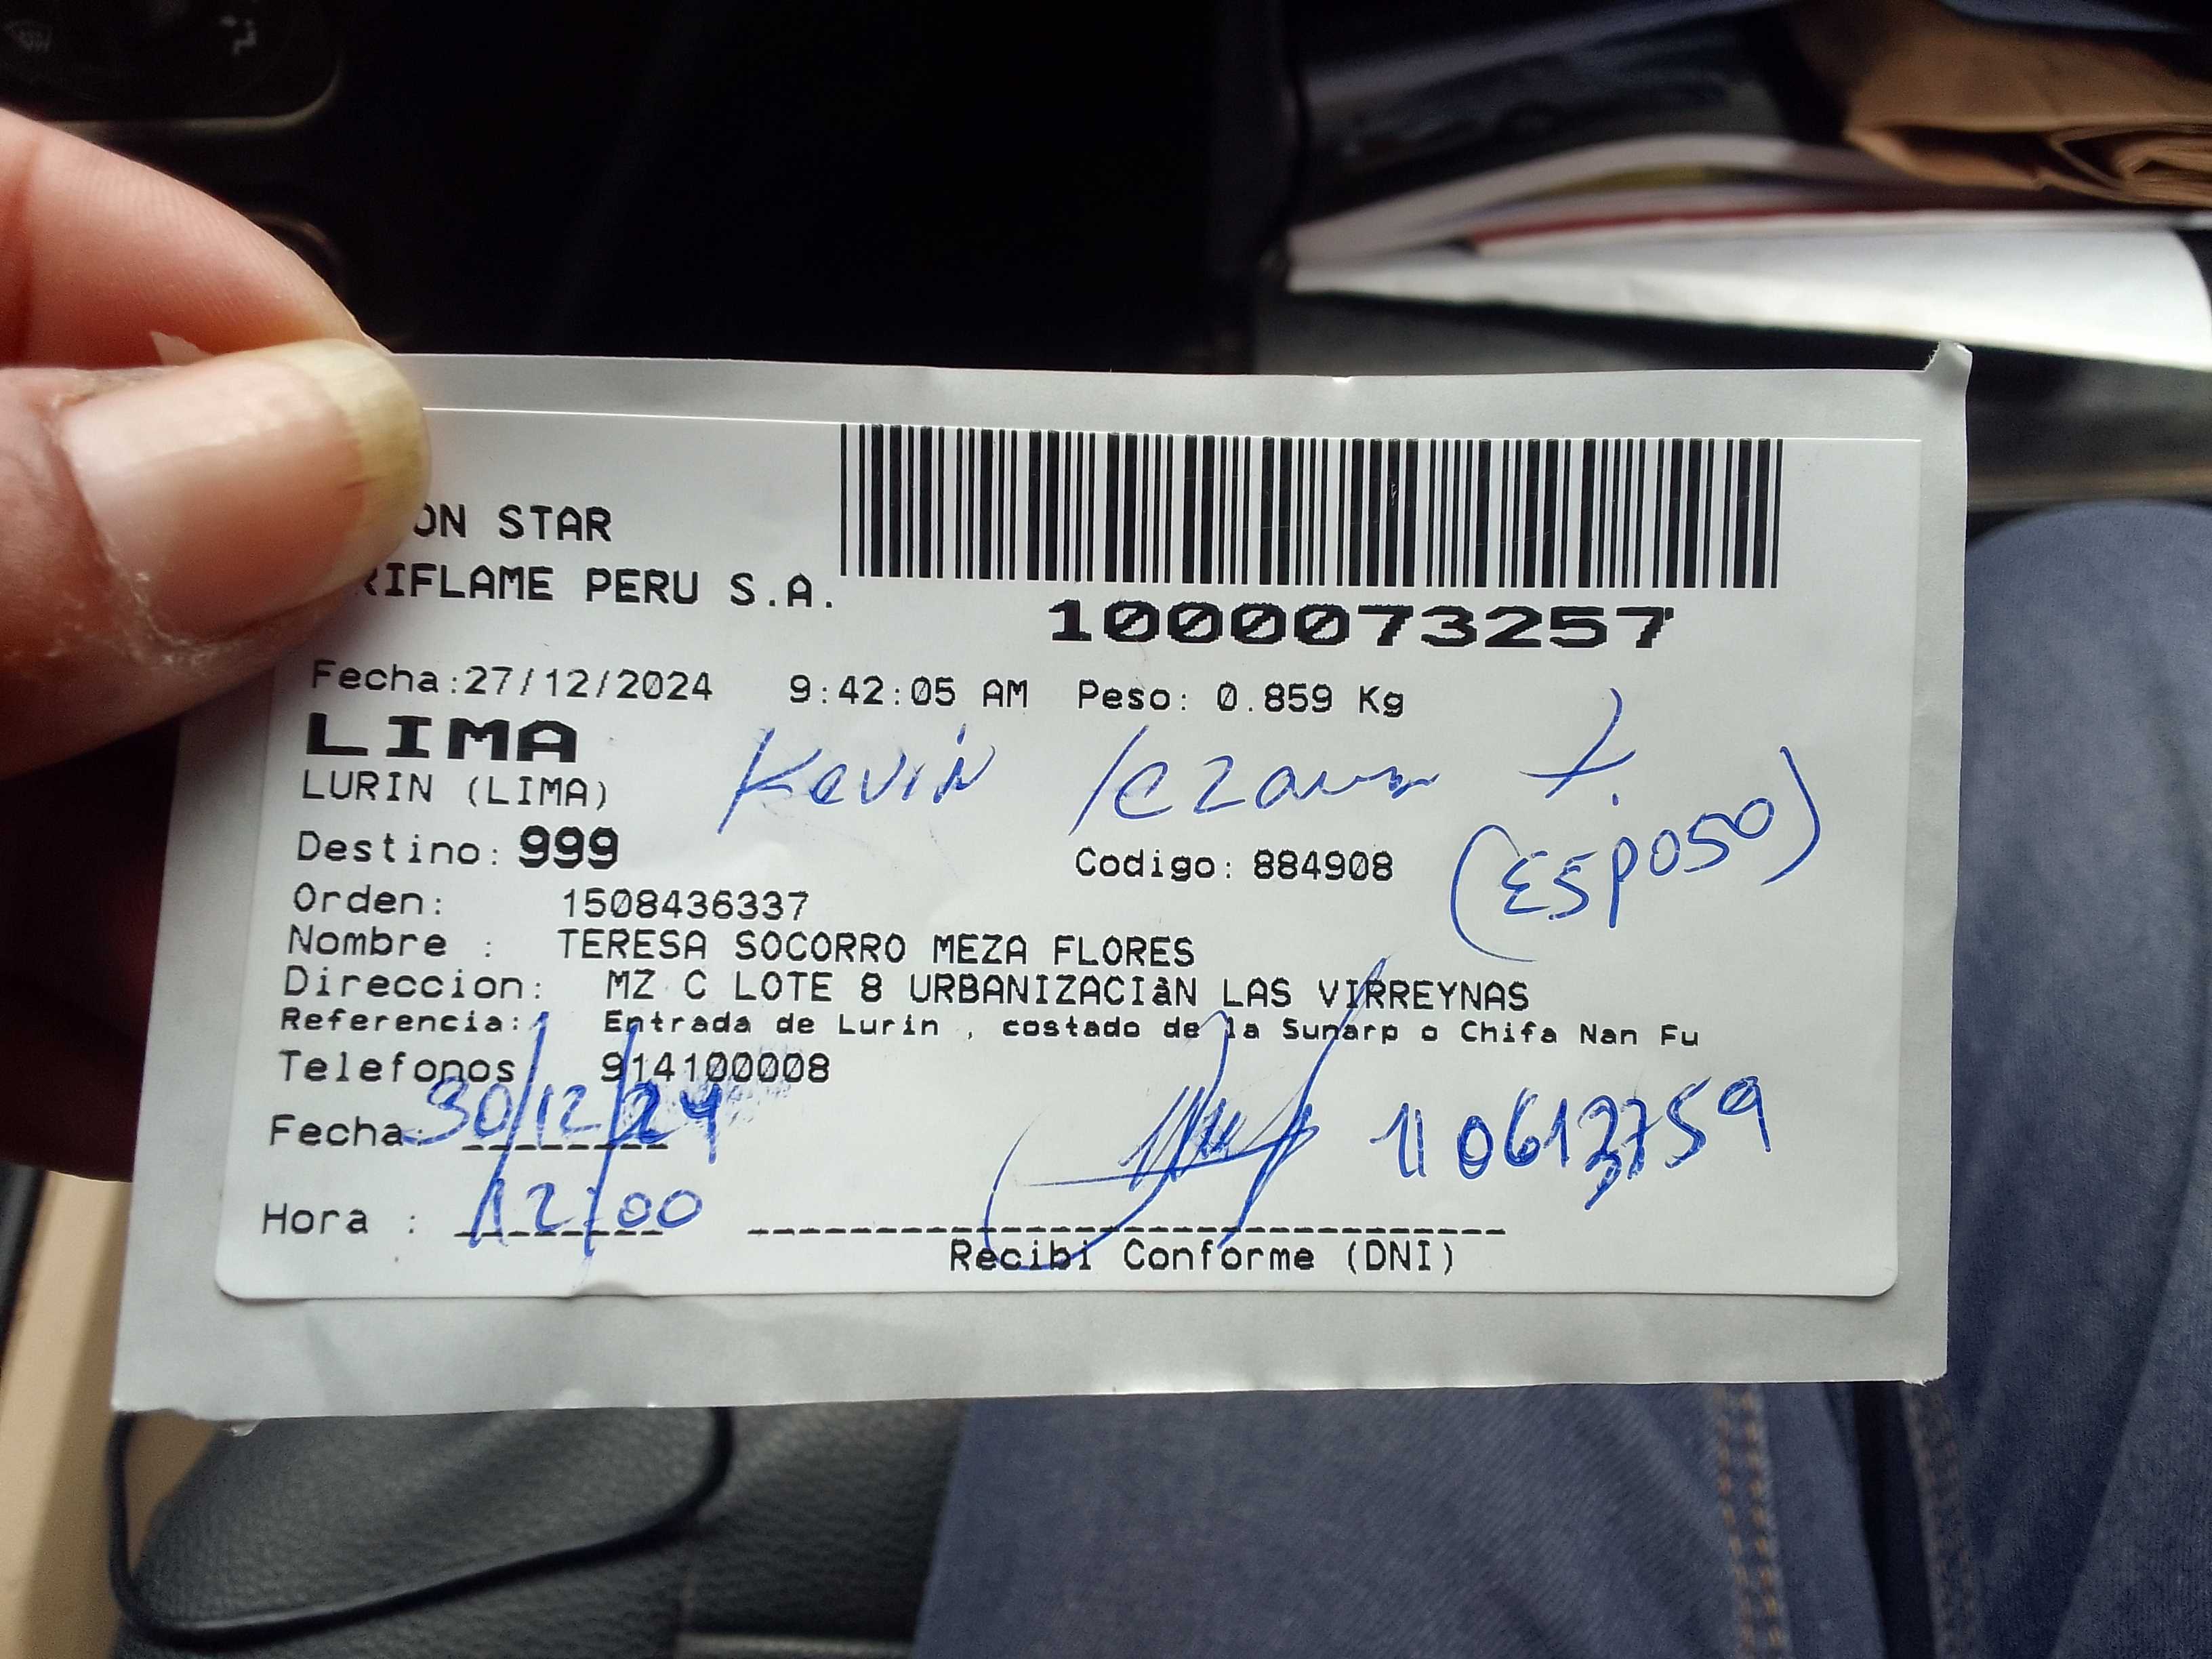 ON STAR
RIFLAME PERU S.A.
1000073257
Fecha:27/12/2024 9:42:05 AM Peso: 0.859 Kg
LIMA
LURIN (LIMA)
Kevin
(ESPOSO)
Destino: 999 Codigo: 884908
Orden: 1508436337
Nombre : TERESA SOCORRO MEZA FLORES
Direccion: MZ C LOTE 8 URBANIZACIâN LAS VIRREYNAS
Referencia: Entrada de Lurin , costado de la Sunarp o Chifa Nan Fu
Telefonos 914100008
Fecha: 30/12/24
Hora : 12/00
Recibi Conforme (DNI)